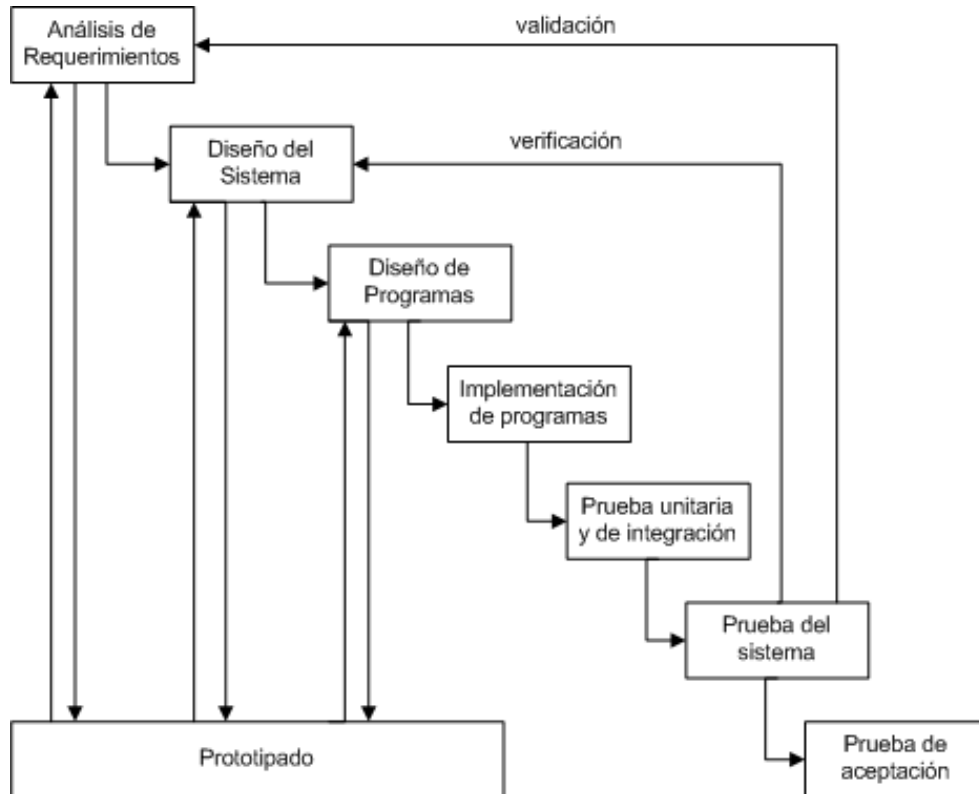 validación
Análisis de
Requerimientos
verificación
Diseño del
Sistema
Diseño de
Programas
Implementación
de programas
Prueba unitaria
y de integración
Prueba del
sistema
Prototipado
Prueba de
aceptación